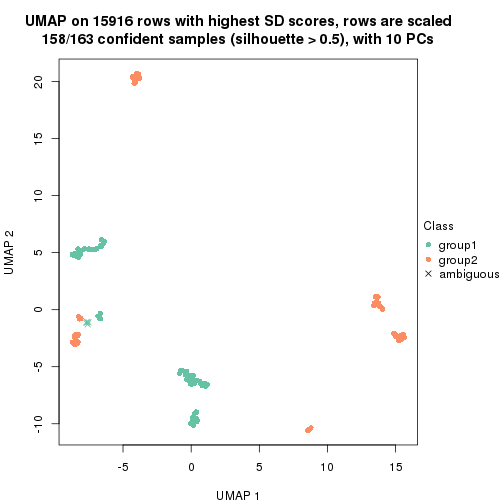 UMAP on 15916 rows with highest SD scores, rows are scaled
158/163 confident samples (silhouette > 0.5), with 10 PCs
20
15
10
5
0
-5
-10
UMAP 2
Class
group1
group2
ambiguous
-5
0
5
10
15
UMAP 1